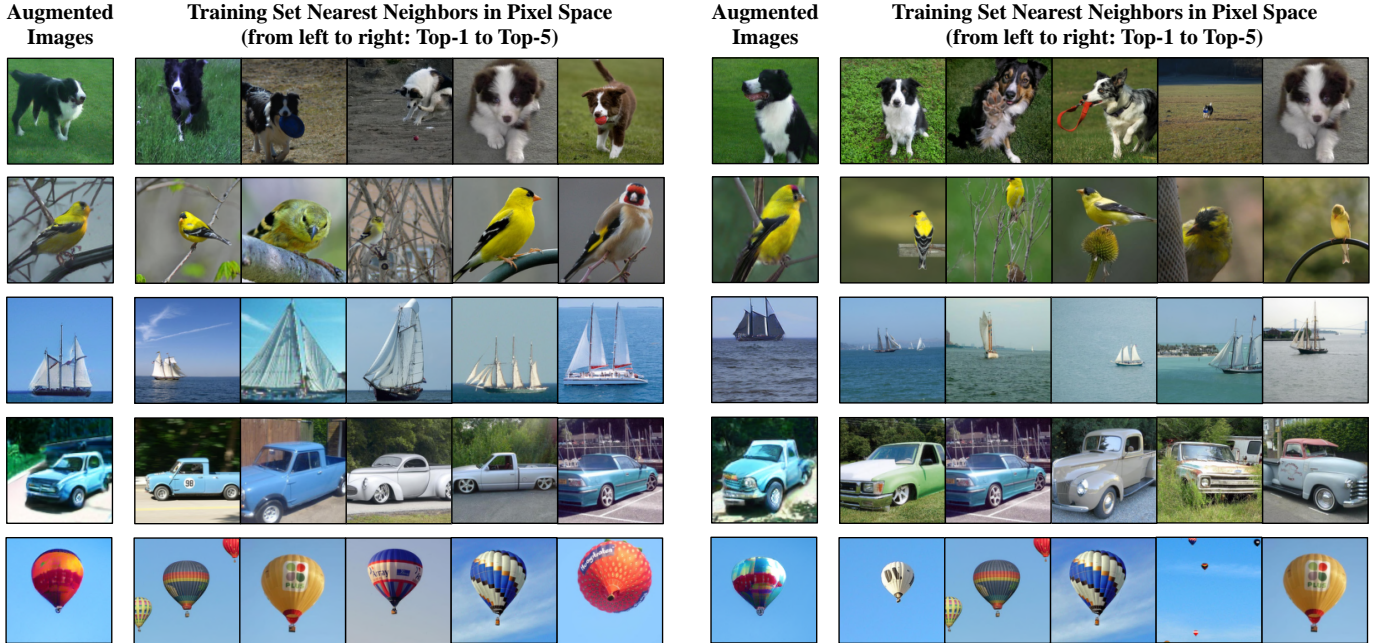 Augmented
Images
Training Set Nearest Neighbors in Pixel Space
(from left to right: Top-1 to Top-5)
Augmented
Images
Training Set Nearest Neighbors in Pixel Space
(from left to right: Top-1 to Top-5)
98